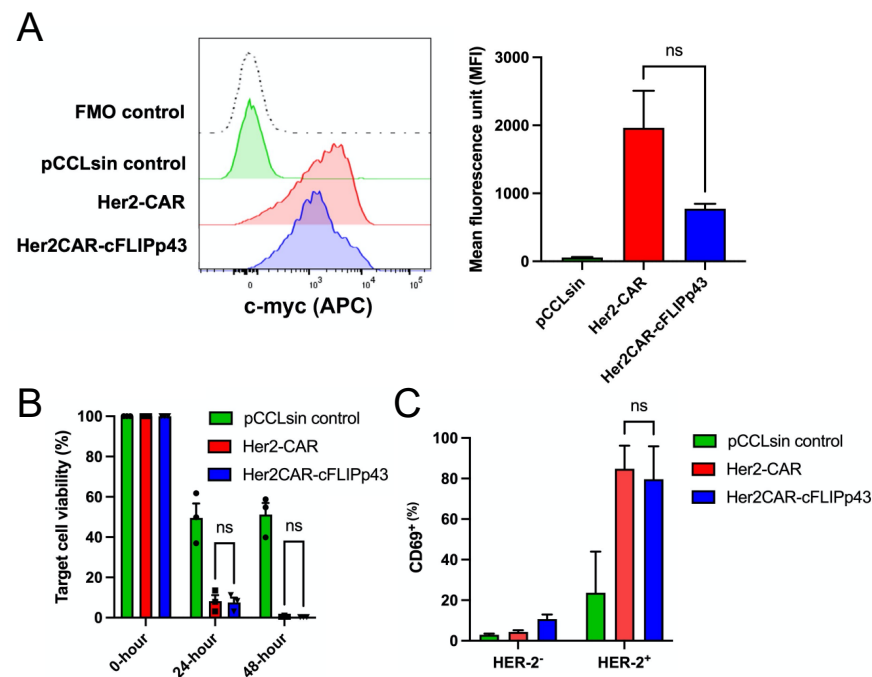 A
FMO control
pCCLsin control
Her2-CAR
Her2CAR-cFLIPp43
0 10³ 10⁴ 10⁵
c-myc (APC)
Mean fluorescence unit (MFI)
3000
2000
1000
0
ns
pCCLsin
Her2-CAR
Her2CAR-cFLIPp43
B
Target cell viability (%)
100
80
60
40
20
0
pCCLsin control
Her2-CAR
Her2CAR-cFLIPp43
ns
ns
0-hour
24-hour
48-hour
C
CD69⁺ (%)
100
80
60
40
20
0
ns
pCCLsin control
Her2-CAR
Her2CAR-cFLIPp43
HER-2⁻
HER-2⁺